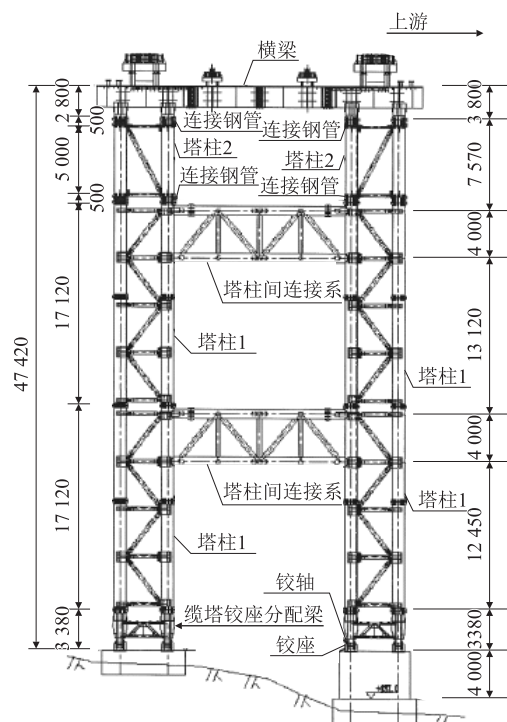 上游
横梁
2 800
3 800
500
连接钢管
连接钢管
塔柱2
塔柱2
5 000
7 570
连接钢管
连接钢管
500
4 000
塔柱间连接系
17 120
13 120
塔柱1
47 420
塔柱1
4 000
塔柱间连接系
塔柱1
17 120
塔柱1
12 450
铰轴
缆塔铰座分配梁
3 380
铰座
3380
4 000